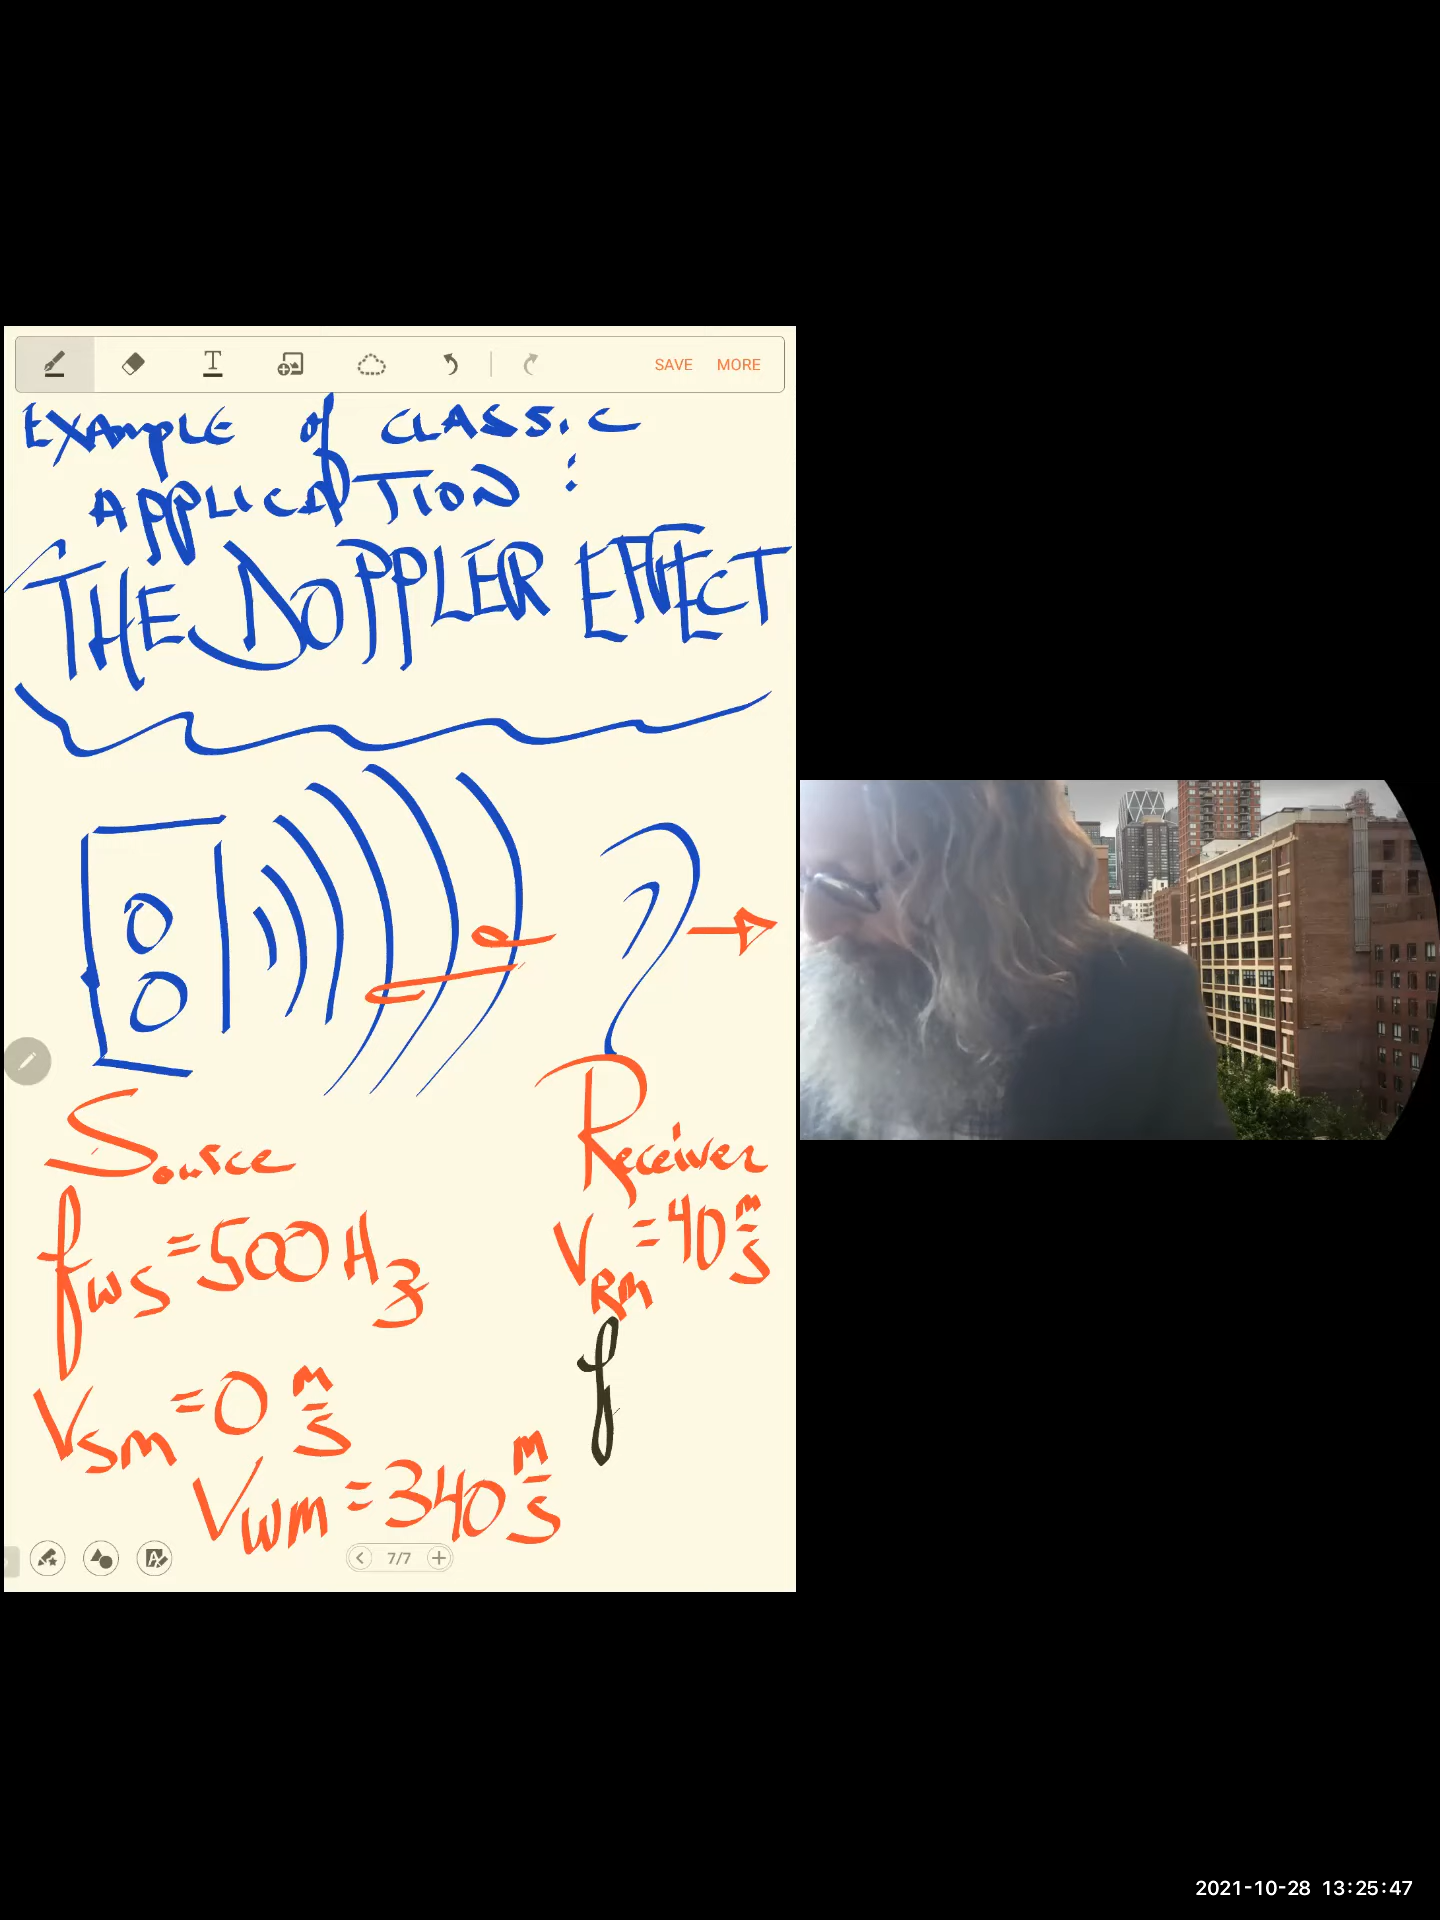 SAVE MORE
EXAMPLE of CLASSIC
APPLICATION :
THE DOPPLER EFFECT
Source
Receiver
fws = 500 Hz
VRM = 40 m/s
f
VSM = 0 m/s
VWM = 340 m/s
7/7
2021-10-28 13:25:47